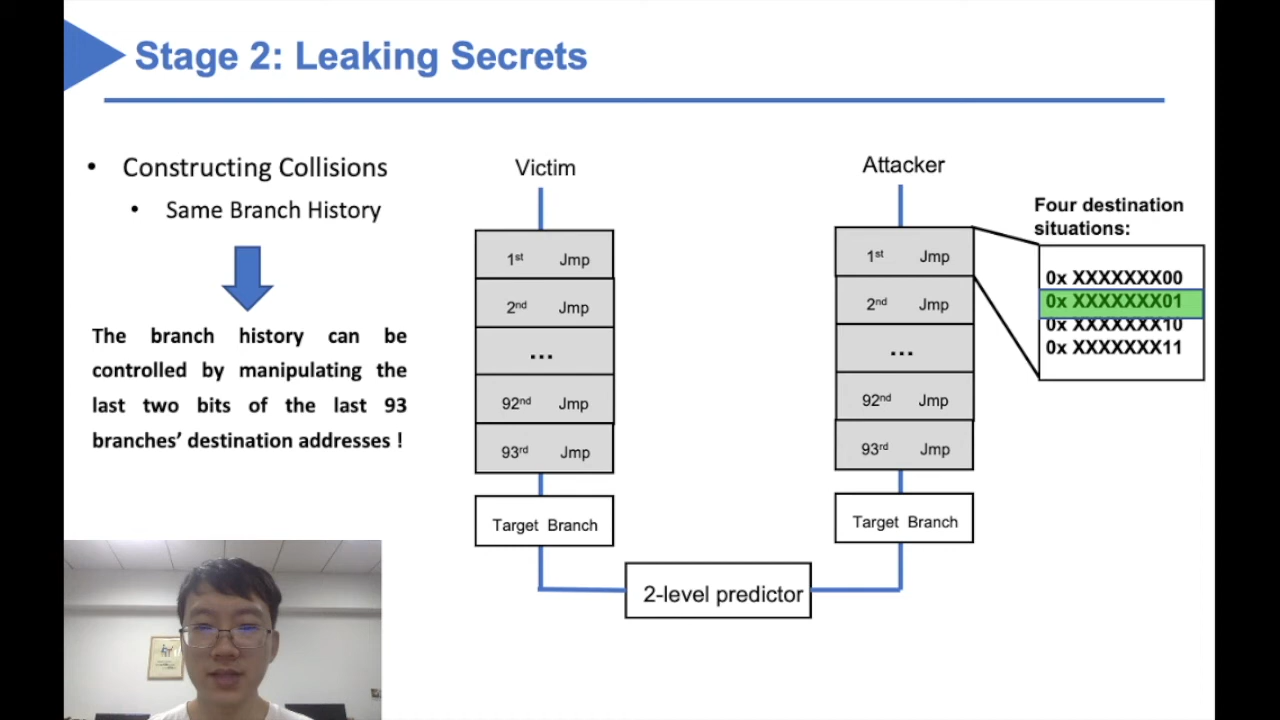 Stage 2: Leaking Secrets
• Constructing Collisions
• Same Branch History
The branch history can be
controlled by manipulating the
last two bits of the last 93
branches’ destination addresses !
Victim
1st Jmp
2nd Jmp
...
92nd Jmp
93rd Jmp
Target Branch
Attacker
1st Jmp
2nd Jmp
...
92nd Jmp
93rd Jmp
Target Branch
2-level predictor
Four destination
situations:
0x XXXXXXX00
0x XXXXXXX01
0x XXXXXXX10
0x XXXXXXX11